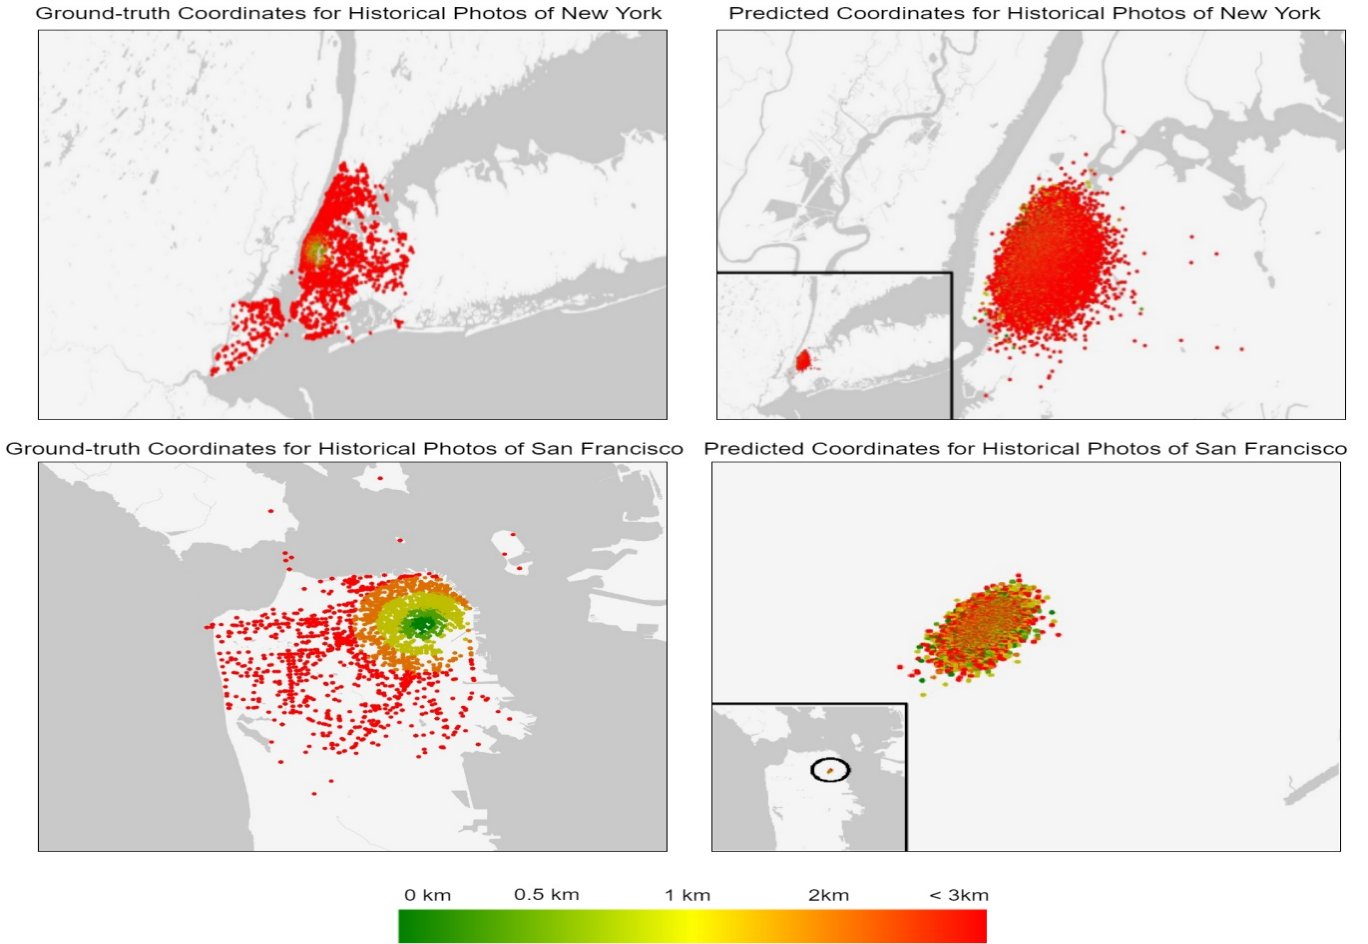 Ground-truth Coordinates for Historical Photos of New York
Predicted Coordinates for Historical Photos of New York
Ground-truth Coordinates for Historical Photos of San Francisco
Predicted Coordinates for Historical Photos of San Francisco
0 km 0.5 km 1 km 2km < 3km